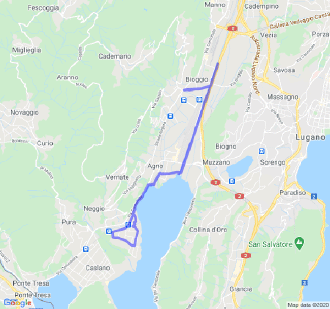 Fescoggia
Manno
Cadempino
Galleria Vedeggio-Cassarate
Vezia
Porza
Miglieglia
Cademario
Savosa
Bioggio
Aranno
Massagno
Novaggio
Lugano
Curio
Biogno
Agno
Muzzano
Sorengo
Vernate
Paradiso
Neggio
Pura
Collina d'Oro
San Salvatore
Caslano
Ponte Tresa
Ponte Tresa
Grancia
Google
Map data ©2020